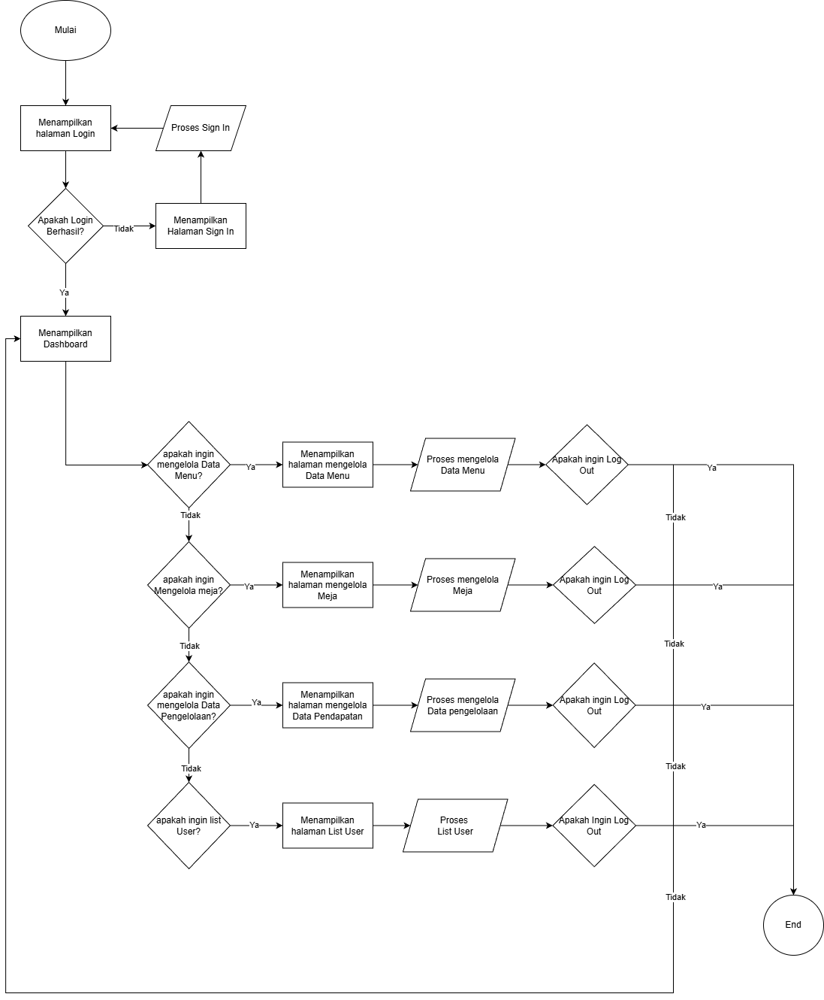 Mulai
Menampilkan
halaman Login
Proses Sign In
Apakah Login
Berhasil?
Tidak
Menampilkan
Halaman Sign In
Ya
Menampilkan
Dashboard
apakah ingin
mengelola Data
Menu?
Ya
Menampilkan
halaman mengelola
Data Menu
Proses mengelola
Data Menu
Apakah ingin Log
Out
Ya
Tidak
Tidak
apakah ingin
Mengelola meja?
Ya
Menampilkan
halaman mengelola
Meja
Proses mengelola
Meja
Apakah ingin Log
Out
Ya
Tidak
Tidak
apakah ingin
mengelola Data
Pengelolaan?
Ya
Menampilkan
halaman mengelola
Data Pendapatan
Proses mengelola
Data pengelolaan
Apakah ingin Log
Out
Ya
Tidak
Tidak
apakah ingin list
User?
Ya
Menampilkan
halaman List User
Proses
List User
Apakah Ingin Log
Out
Ya
Tidak
End